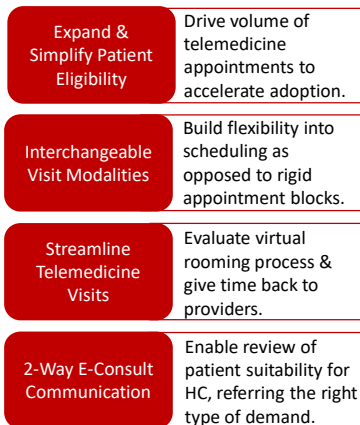 Expand &
Simplify Patient
Eligibility
Drive volume of
telemedicine
appointments to
accelerate adoption.
Interchangeable
Visit Modalities
Build flexibility into
scheduling as
opposed to rigid
appointment blocks.
Streamline
Telemedicine
Visits
Evaluate virtual
rooming process &
give time back to
providers.
2-Way E-Consult
Communication
Enable review of
patient suitability for
HC, referring the right
type of demand.